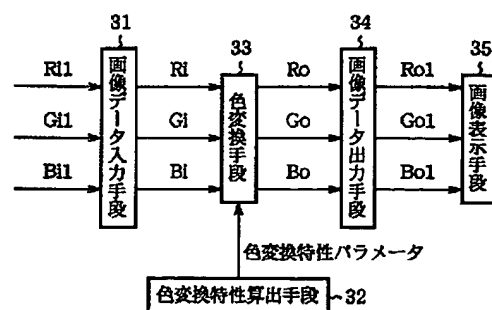 31
33
34
35
Ri1
Ri
Ro
Ro1
Gi1
Gi
Go
Go1
Bi1
Bi
Bo
Bo1
画像データ入力手段
色変換手段
画像データ出力手段
画像表示手段
色変換特性パラメータ
色変換特性算出手段
32